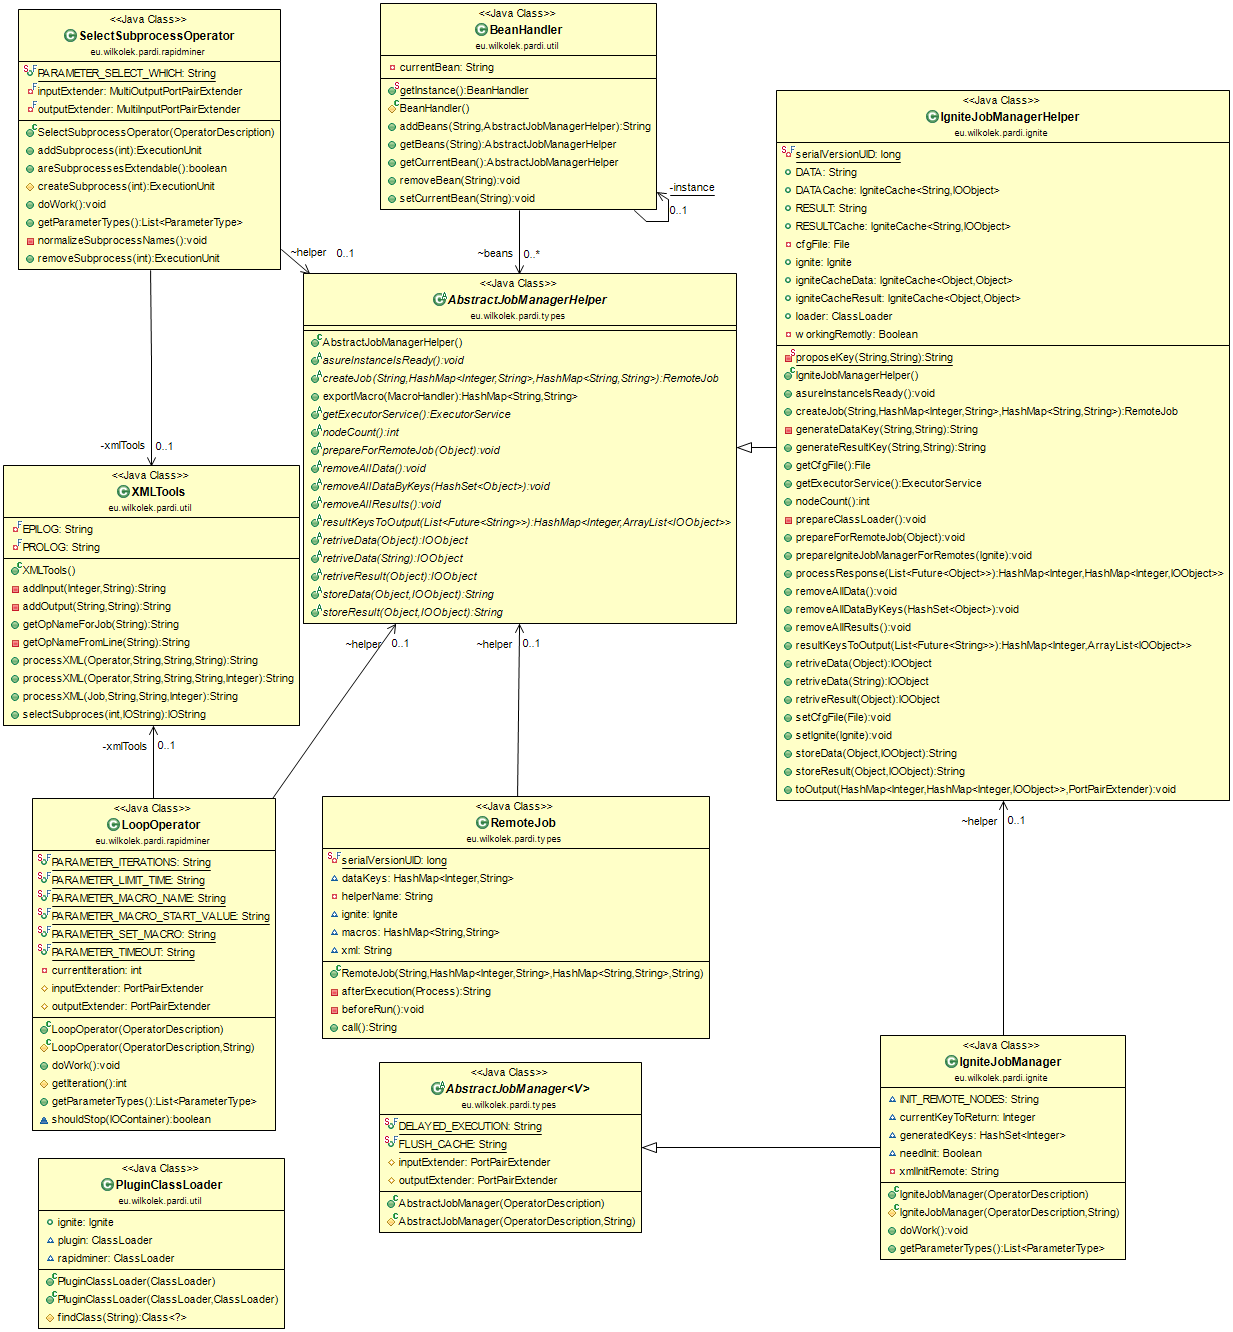 <<Java Class>>
SelectSubprocessOperator
eu.wilkolek.pardi.rapidminer
PARAMETER_SELECT_WHICH: String
inputExtender: MultiOutputPortPairExtender
outputExtender: MultiInputPortPairExtender
SelectSubprocessOperator(OperatorDescription)
addSubprocess(int):ExecutionUnit
areSubprocessesExtendable():boolean
createSubprocess(int):ExecutionUnit
doWork():void
getParameterTypes():List<ParameterType>
normalizeSubprocessNames():void
removeSubprocess(int):ExecutionUnit
<<Java Class>>
BeanHandler
eu.wilkolek.pardi.util
currentBean: String
getInstance():BeanHandler
BeanHandler()
addBeans(String,AbstractJobManagerHelper):String
getBeans(String):AbstractJobManagerHelper
getCurrentBean():AbstractJobManagerHelper
removeBean(String):void
setCurrentBean(String):void
-instance
0..1
~helper 0..1
~beans 0..*
<<Java Class>>
IgniteJobManagerHelper
eu.wilkolek.pardi.ignite
serialVersionUID: long
DATA: String
DATACache: IgniteCache<String,IOObject>
RESULT: String
RESULTCache: IgniteCache<String,IOObject>
cfgFile: File
ignite: Ignite
igniteCacheData: IgniteCache<Object,Object>
igniteCacheResult: IgniteCache<Object,Object>
loader: ClassLoader
workingRemotly: Boolean
proposeKey(String,String):String
IgniteJobManagerHelper()
asureInstanceIsReady():void
createJob(String,HashMap<Integer,String>,HashMap<String,String>):RemoteJob
generateDataKey(String,String):String
generateResultKey(String,String):String
getCfgFile():File
getExecutorService():ExecutorService
nodeCount():int
prepareClassLoader():void
prepareForRemoteJob(Object):void
prepareIgniteJobManagerForRemotes(Ignite):void
processResponse(List<Future<Object>>):HashMap<Integer,HashMap<Integer,IOObject>>
removeAllData():void
removeAllDataByKeys(HashSet<Object>):void
removeAllResults():void
resultKeysToOutput(List<Future<String>>):HashMap<Integer,ArrayList<IOObject>>
retriveData(Object):IOObject
retriveData(String):IOObject
retriveResult(Object):IOObject
setCfgFile(File):void
setIgnite(Ignite):void
storeData(Object,IOObject):String
storeResult(Object,IOObject):String
toOutput(HashMap<Integer,HashMap<Integer,IOObject>>,PortPairExtender):void
<<Java Class>>
AbstractJobManagerHelper
eu.wilkolek.pardi.types
AbstractJobManagerHelper()
asureInstanceIsReady():void
createJob(String,HashMap<Integer,String>,HashMap<String,String>):RemoteJob
exportMacro(MacroHandler):HashMap<String,String>
getExecutorService():ExecutorService
nodeCount():int
prepareForRemoteJob(Object):void
removeAllData():void
removeAllDataByKeys(HashSet<Object>):void
removeAllResults():void
resultKeysToOutput(List<Future<String>>):HashMap<Integer,ArrayList<IOObject>>
retriveData(Object):IOObject
retriveData(String):IOObject
retriveResult(Object):IOObject
storeData(Object,IOObject):String
storeResult(Object,IOObject):String
-xmlTools 0..1
<<Java Class>>
XMLTools
eu.wilkolek.pardi.util
EPILOG: String
PROLOG: String
XMLTools()
addInput(Integer,String):String
addOutput(String,String):String
getOpNameForJob(String):String
getOpNameFromLine(String):String
processXML(Operator,String,String,String):String
processXML(Operator,String,String,String,Integer):String
processXML(Job,String,String,Integer):String
selectSubproces(int,IOString):IOString
~helper 0..1
~helper 0..1
-xmlTools 0..1
~helper 0..1
<<Java Class>>
LoopOperator
eu.wilkolek.pardi.rapidminer
PARAMETER_ITERATIONS: String
PARAMETER_LIMIT_TIME: String
PARAMETER_MACRO_NAME: String
PARAMETER_MACRO_START_VALUE: String
PARAMETER_SET_MACRO: String
PARAMETER_TIMEOUT: String
currentIteration: int
inputExtender: PortPairExtender
outputExtender: PortPairExtender
LoopOperator(OperatorDescription)
LoopOperator(OperatorDescription,String)
doWork():void
getIteration():int
getParameterTypes():List<ParameterType>
shouldStop(IOContainer):boolean
<<Java Class>>
RemoteJob
eu.wilkolek.pardi.types
serialVersionUID: long
dataKeys: HashMap<Integer,String>
helperName: String
ignite: Ignite
macros: HashMap<String,String>
xml: String
RemoteJob(String,HashMap<Integer,String>,HashMap<String,String>,String)
afterExecution(Process):String
beforeRun():void
call():String
<<Java Class>>
AbstractJobManager<V>
eu.wilkolek.pardi.types
DELAYED_EXECUTION: String
FLUSH_CACHE: String
inputExtender: PortPairExtender
outputExtender: PortPairExtender
AbstractJobManager(OperatorDescription)
AbstractJobManager(OperatorDescription,String)
<<Java Class>>
IgniteJobManager
eu.wilkolek.pardi.ignite
INIT_REMOTE_NODES: String
currentKeyToReturn: Integer
generatedKeys: HashSet<Integer>
needInit: Boolean
xmlInitRemote: String
IgniteJobManager(OperatorDescription)
IgniteJobManager(OperatorDescription,String)
doWork():void
getParameterTypes():List<ParameterType>
<<Java Class>>
PluginClassLoader
eu.wilkolek.pardi.util
ignite: Ignite
plugin: ClassLoader
rapidminer: ClassLoader
PluginClassLoader(ClassLoader)
PluginClassLoader(ClassLoader,ClassLoader)
findClass(String):Class<?>